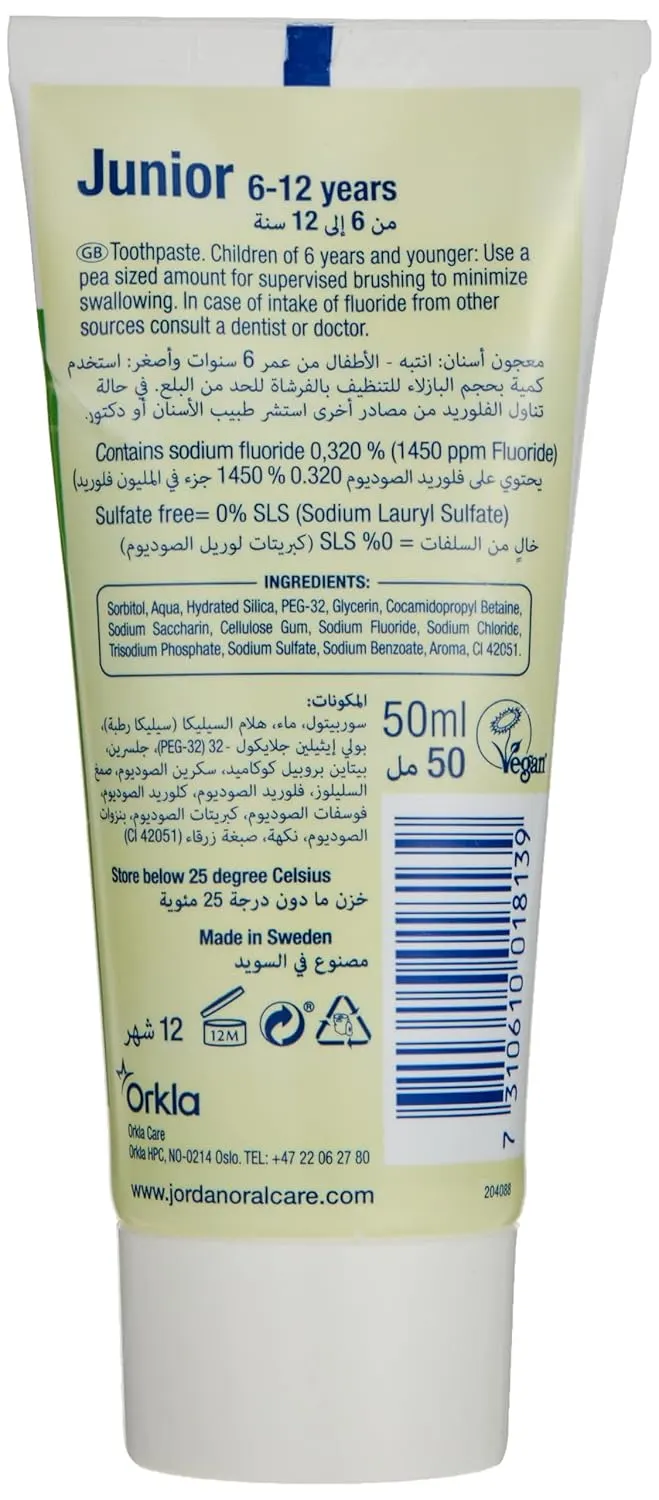 Junior 6-12 years
من 6 إلى 12 سنة
GB Toothpaste. Children of 6 years and younger: Use a
pea sized amount for supervised brushing to minimize
swallowing. In case of intake of fluoride from other
sources consult a dentist or doctor.
معجون أسنان: انتبه - الأطفال من عمر 6 سنوات وأصغر: استخدم
كمية بحجم البازلاء للتنظيف بالفرشاة للحد من البلع. في حالة
تناول الفلوريد من مصادر أخرى استشر طبيب الأسنان أو دكتور.
Contains sodium fluoride 0,320 % (1450 ppm Fluoride)
يحتوي على فلوريد الصوديوم 0.320 % 1450 جزء في المليون فلوريد)
Sulfate free= 0% SLS (Sodium Lauryl Sulfate)
خالٍ من السلفات = 0% SLS (كبريتات لوريل الصوديوم)
INGREDIENTS:
Sorbitol, Aqua, Hydrated Silica, PEG-32, Glycerin, Cocamidopropyl Betaine,
Sodium Saccharin, Cellulose Gum, Sodium Fluoride, Sodium Chloride,
Trisodium Phosphate, Sodium Sulfate, Sodium Benzoate, Aroma, CI 42051.
المكونات:
سوربيتول، ماء، هلام السيليكا (سيليكا رطبة)،
بولي إيثيلين جلايكول - 32 (PEG-32)، جلسرين،
بيتاين بروبيل كوكاميد، سكرين الصوديوم، صمغ
السليلوز، فلوريد الصوديوم، كلوريد الصوديوم،
فوسفات الصوديوم، كبريتات الصوديوم، بنزوات
الصوديوم، نكهة، صبغة زرقاء (CI 42051)
50ml
50 مل
Vegan
Store below 25 degree Celsius
خزن ما دون درجة 25 مئوية
Made in Sweden
مصنوع في السويد
12 شهر
12M
®
Orkla
Orkla Care
Orkla HPC, NO-0214 Oslo. TEL: +47 22 06 27 80
www.jordanoralcare.com
7 310610 018139
204088